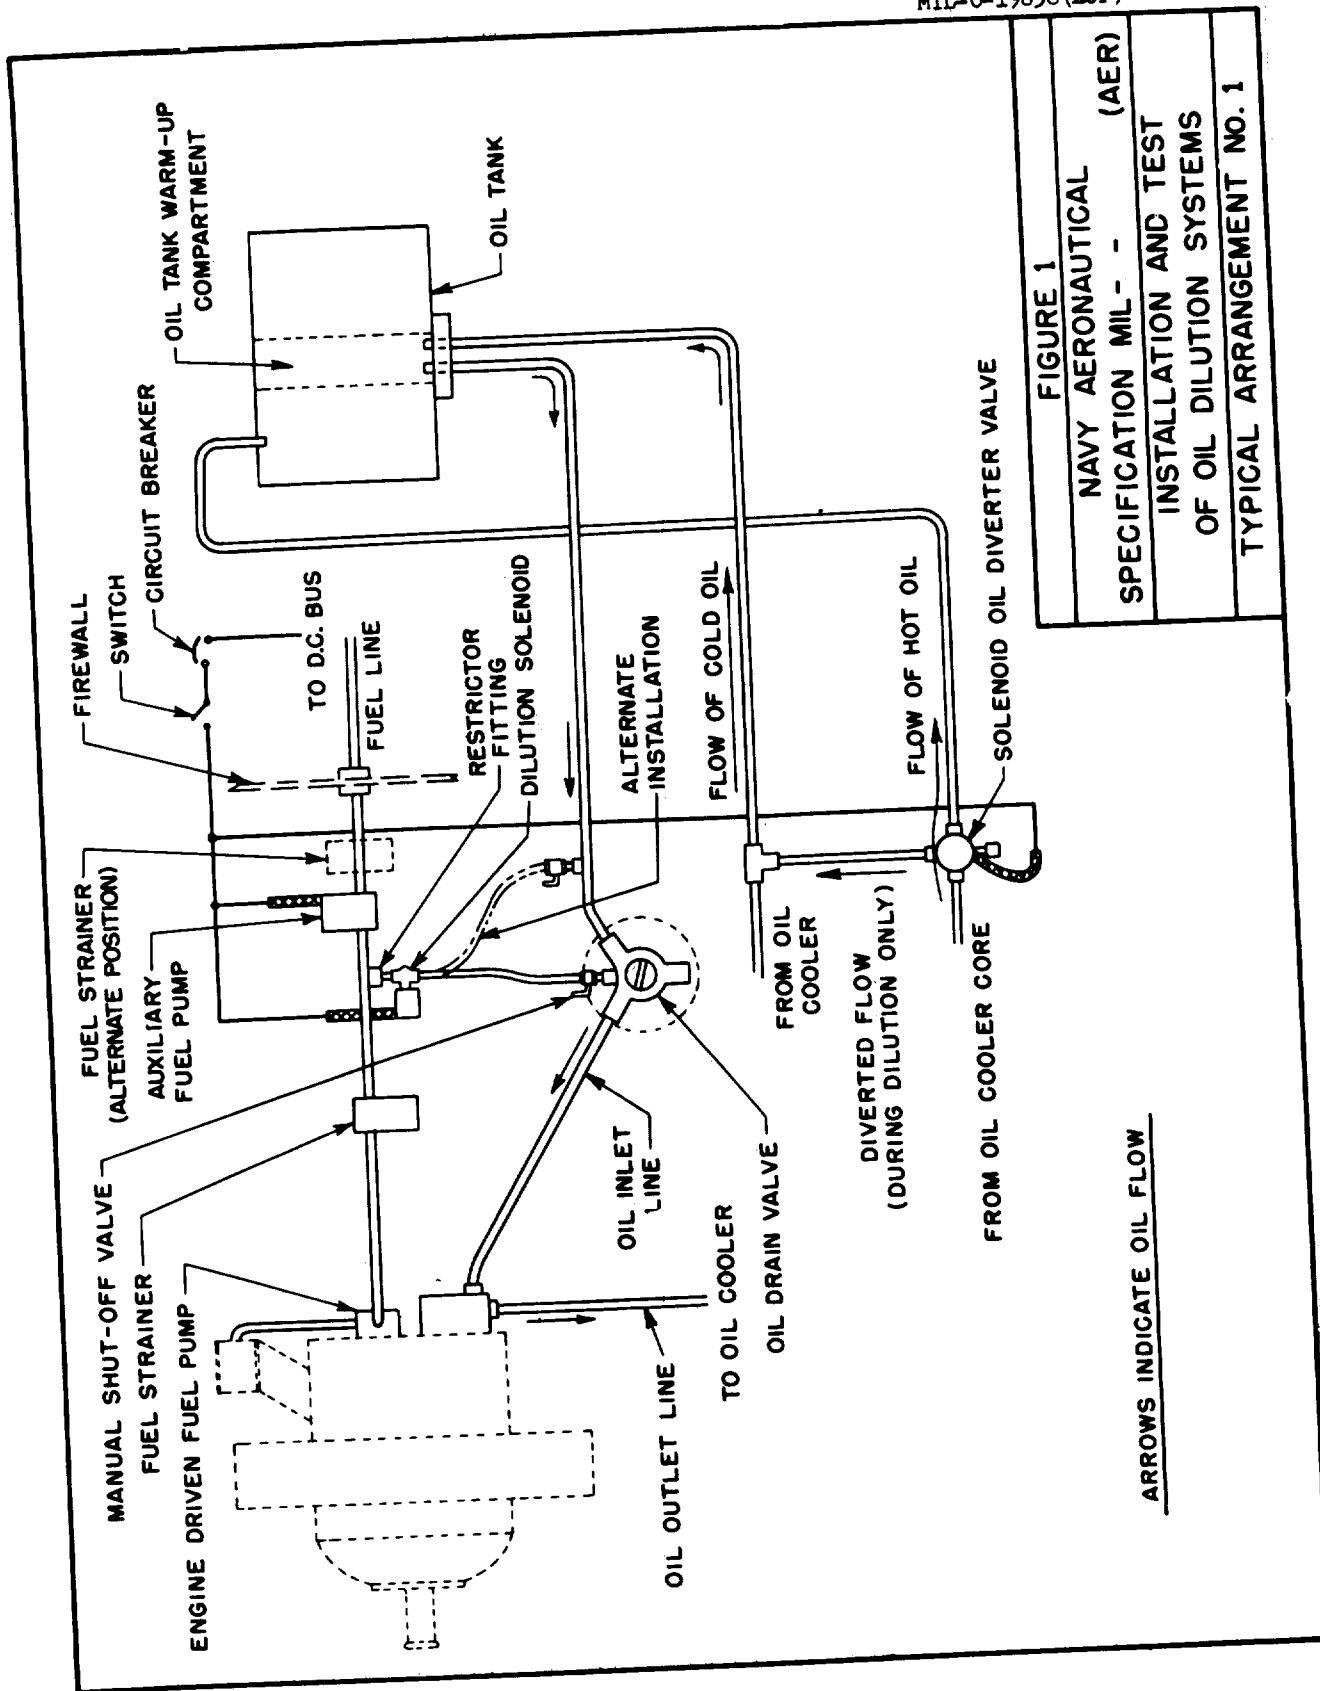 MANUAL SHUT-OFF VALVE
FUEL STRAINER
ENGINE DRIVEN FUEL PUMP
FUEL STRAINER
(ALTERNATE POSITION)
AUXILIARY
FUEL PUMP
FIREWALL
SWITCH
CIRCUIT BREAKER
OIL TANK WARM-UP
COMPARTMENT
TO D.C. BUS
FUEL LINE
RESTRICTOR
FITTING
DILUTION SOLENOID
OIL TANK
ALTERNATE
INSTALLATION
FLOW OF COLD OIL
OIL INLET
LINE
OIL OUTLET LINE
TO OIL COOLER
OIL DRAIN VALVE
FROM OIL
COOLER
DIVERTED FLOW
(DURING DILUTION ONLY)
FLOW OF HOT OIL
FROM OIL COOLER CORE
SOLENOID OIL DIVERTER VALVE
ARROWS INDICATE OIL FLOW
FIGURE 1
NAVY AERONAUTICAL
SPECIFICATION MIL- - (AER)
INSTALLATION AND TEST
OF OIL DILUTION SYSTEMS
TYPICAL ARRANGEMENT NO. 1